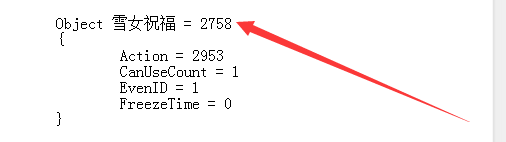 Object 雪女祝福 = 2758
{
Action = 2953
CanUseCount = 1
EvenID = 1
FreezeTime = 0
}